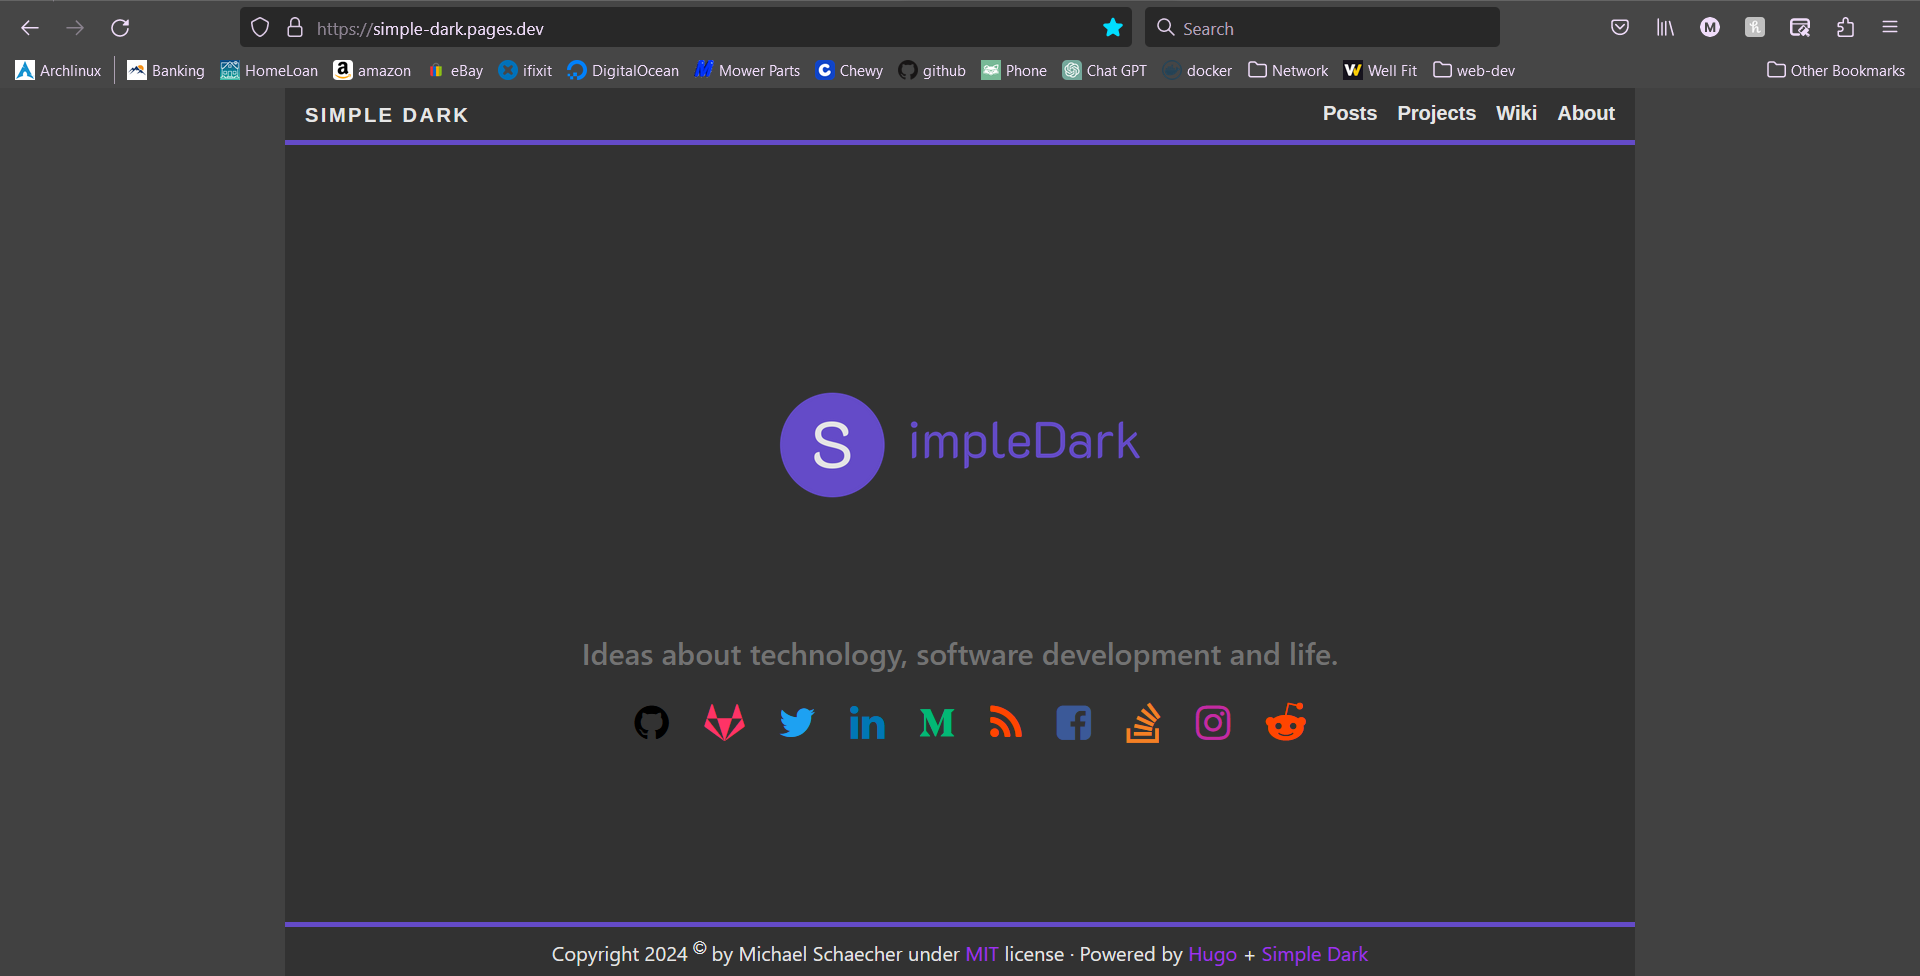 https://simple-dark.pages.dev
Search
M
Archlinux
Banking
HomeLoan
amazon
eBay
ifixit
DigitalOcean
Mower Parts
Chewy
github
Phone
Chat GPT
docker
Network
Well Fit
web-dev
Other Bookmarks
SIMPLE DARK
Posts Projects Wiki About
S impleDark
Ideas about technology, software development and life.
in M
Copyright 2024 © by Michael Schaecher under MIT license · Powered by Hugo + Simple Dark